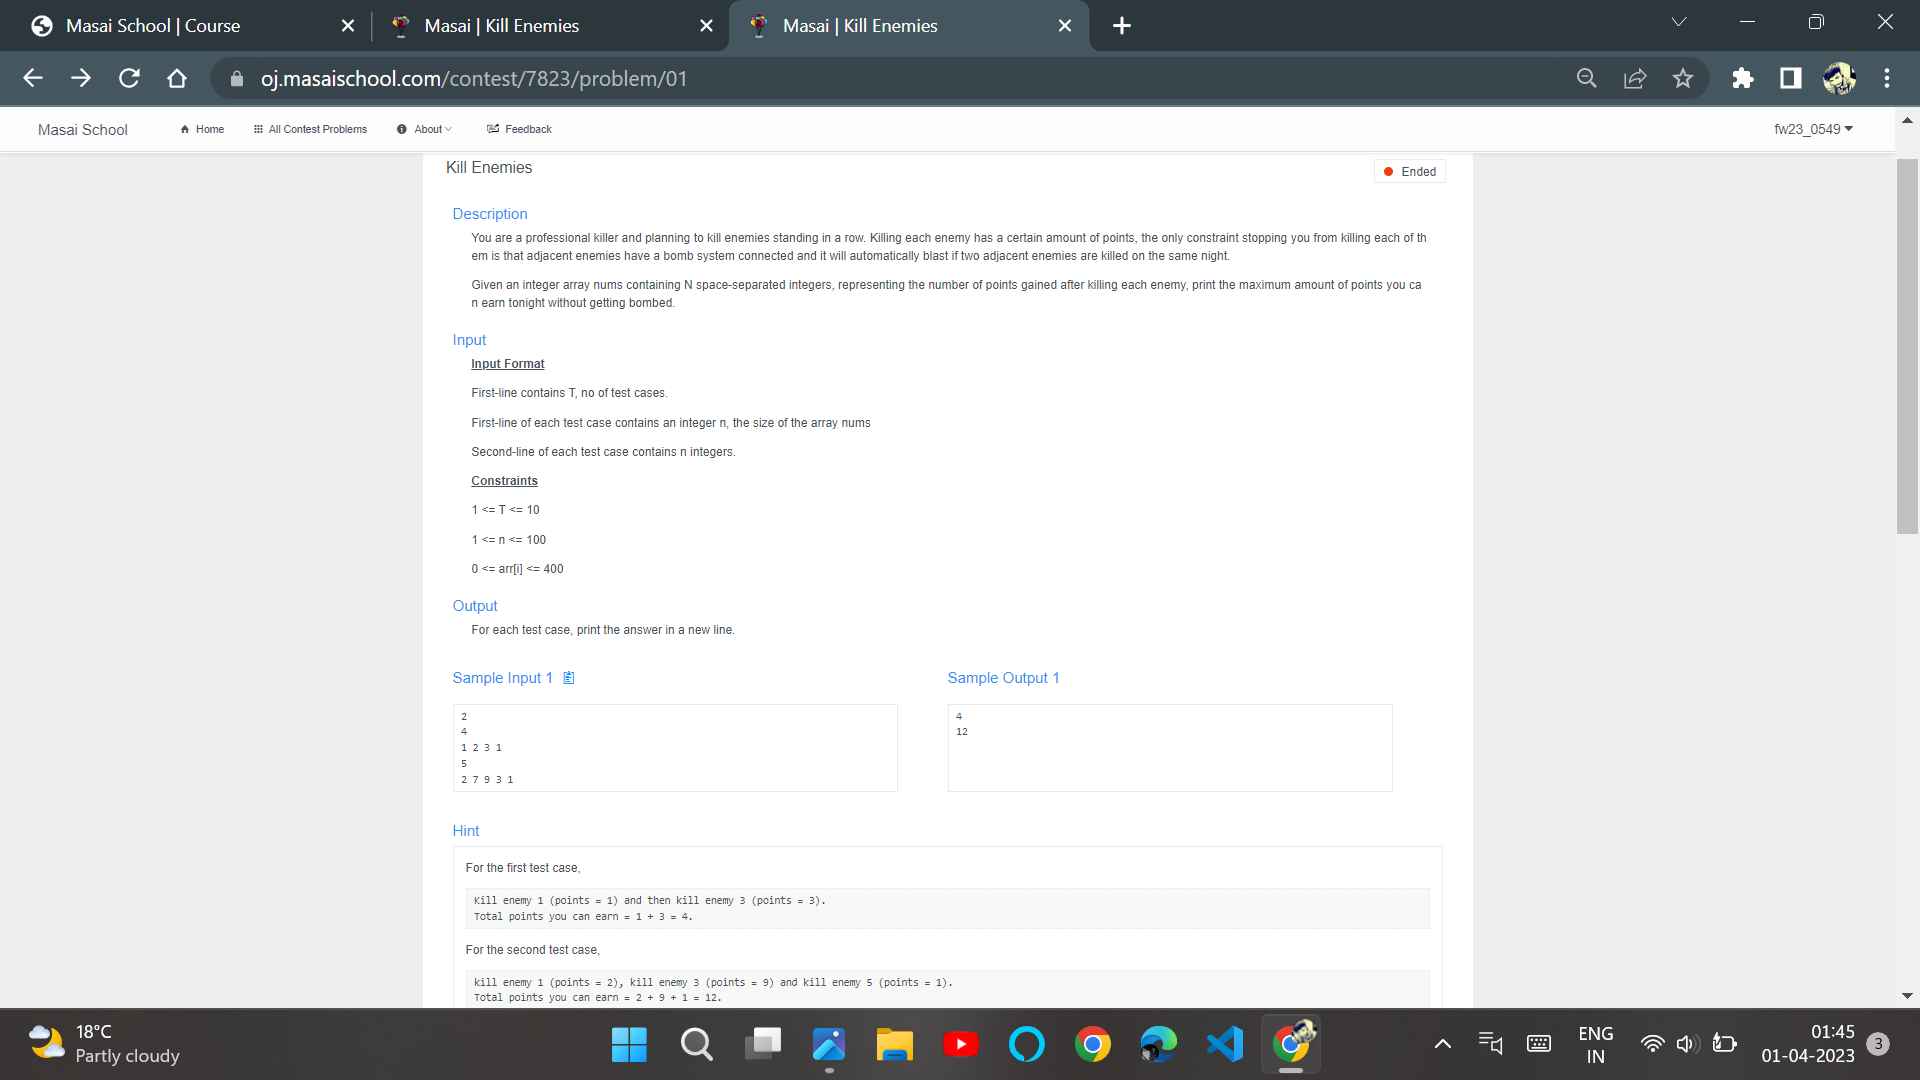 Masai School | Course
Masai | Kill Enemies
Masai | Kill Enemies
oj.masaischool.com/contest/7823/problem/01
Masai School
Home
All Contest Problems
About
Feedback
fw23_0549
Kill Enemies
Ended
Description
You are a professional killer and planning to kill enemies standing in a row. Killing each enemy has a certain amount of points, the only constraint stopping you from killing each of th
em is that adjacent enemies have a bomb system connected and it will automatically blast if two adjacent enemies are killed on the same night.
Given an integer array nums containing N space-separated integers, representing the number of points gained after killing each enemy, print the maximum amount of points you ca
n earn tonight without getting bombed.
Input
Input Format
First-line contains T, no of test cases.
First-line of each test case contains an integer n, the size of the array nums
Second-line of each test case contains n integers.
Constraints
1 <= T <= 10
1 <= n <= 100
0 <= arr[i] <= 400
Output
For each test case, print the answer in a new line.
Sample Input 1
2
4
1 2 3 1
5
2 7 9 3 1
Sample Output 1
4
12
Hint
For the first test case,
Kill enemy 1 (points = 1) and then kill enemy 3 (points = 3).
Total points you can earn = 1 + 3 = 4.
For the second test case,
kill enemy 1 (points = 2), kill enemy 3 (points = 9) and kill enemy 5 (points = 1).
Total points you can earn = 2 + 9 + 1 = 12.
18°C
Partly cloudy
ENG
IN
01:45
01-04-2023
3